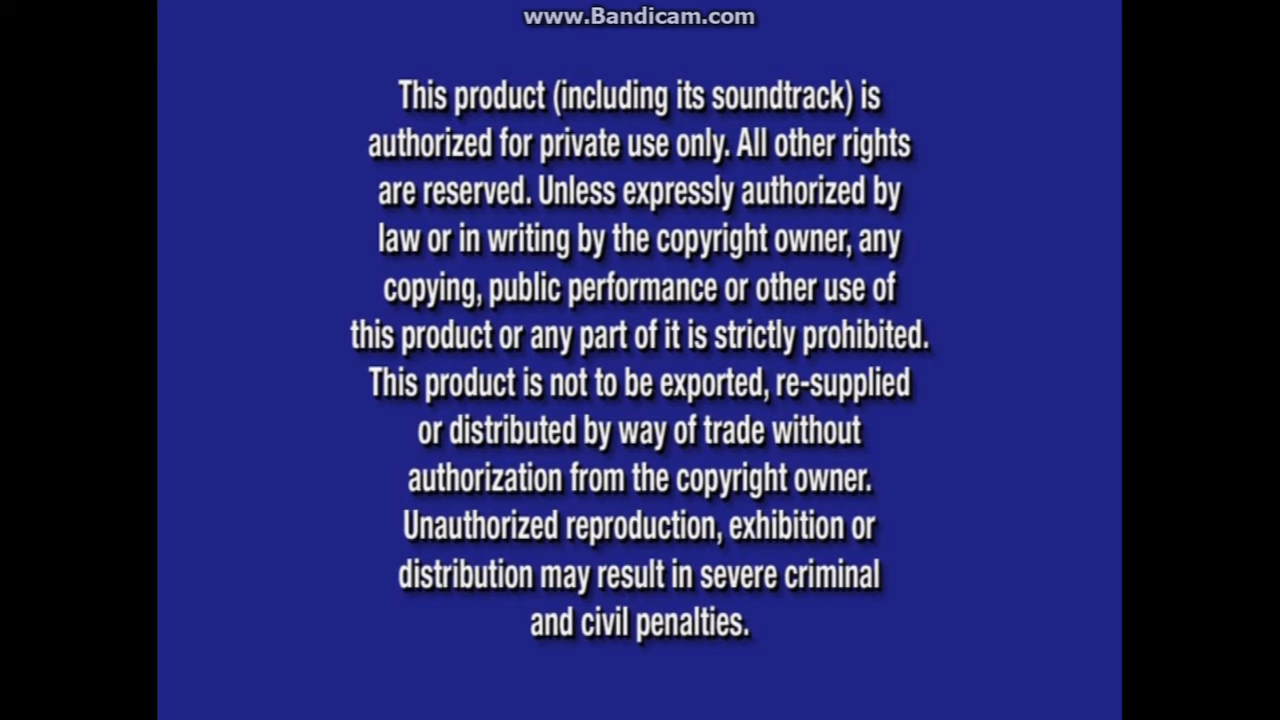 www.Bandicam.com
This product (including its soundtrack) is
authorized for private use only. All other rights
are reserved. Unless expressly authorized by
law or in writing by the copyright owner, any
copying, public performance or other use of
this product or any part of it is strictly prohibited.
This product is not to be exported, re-supplied
or distributed by way of trade without
authorization from the copyright owner.
Unauthorized reproduction, exhibition or
distribution may result in severe criminal
and civil penalties.